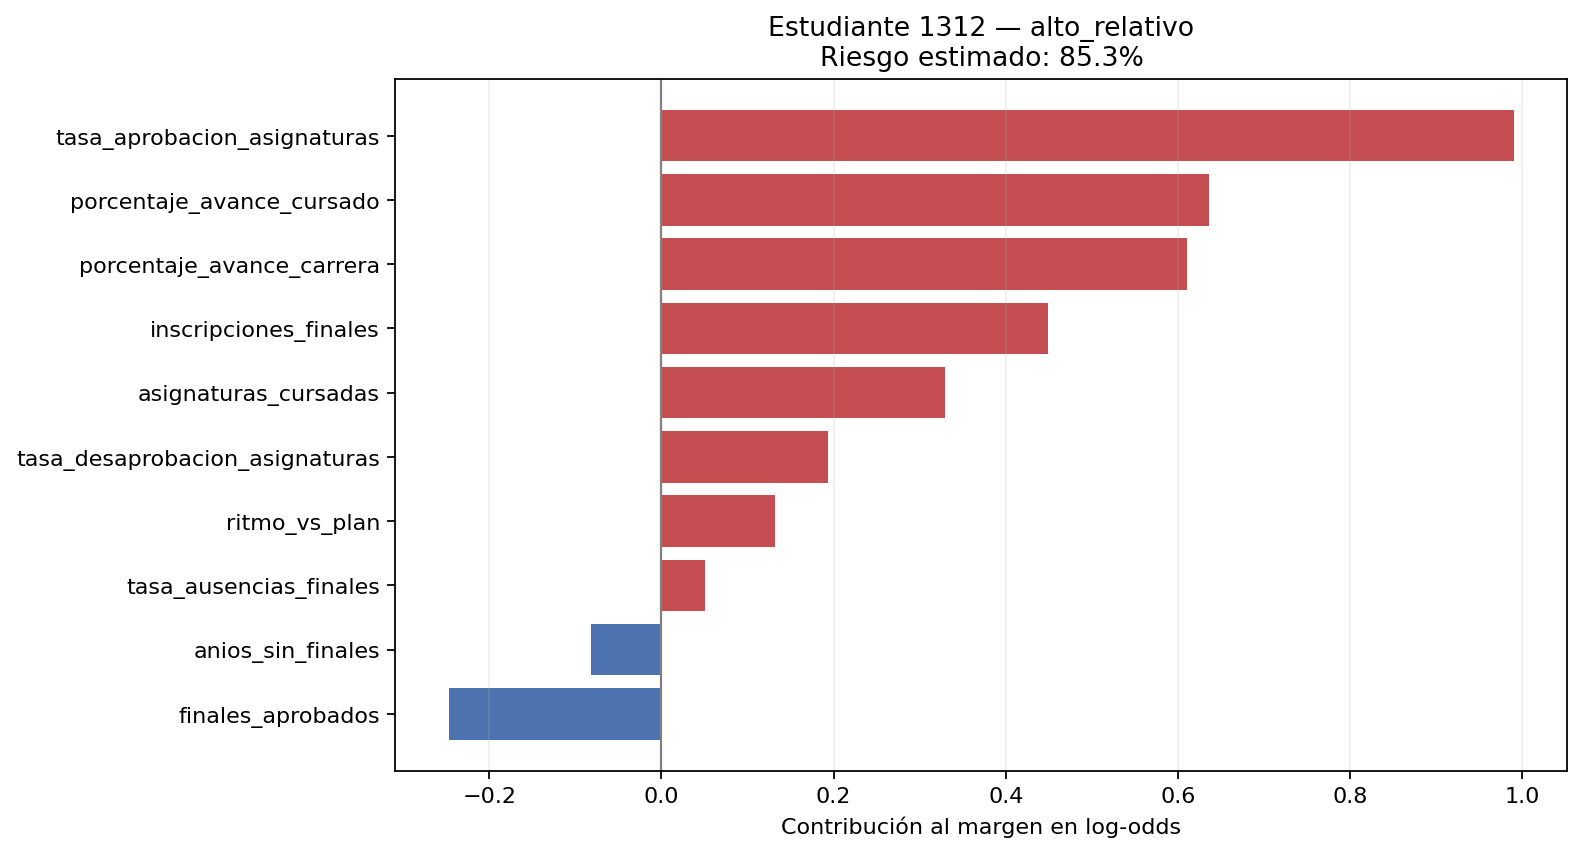 Estudiante 1312 — alto_relativo
Riesgo estimado: 85.3%
tasa_aprobacion_asignaturas
porcentaje_avance_cursado
porcentaje_avance_carrera
inscripciones_finales
asignaturas_cursadas
tasa_desaprobacion_asignaturas
ritmo_vs_plan
tasa_ausencias_finales
anios_sin_finales
finales_aprobados
−0.2 0.0 0.2 0.4 0.6 0.8 1.0
Contribución al margen en log-odds